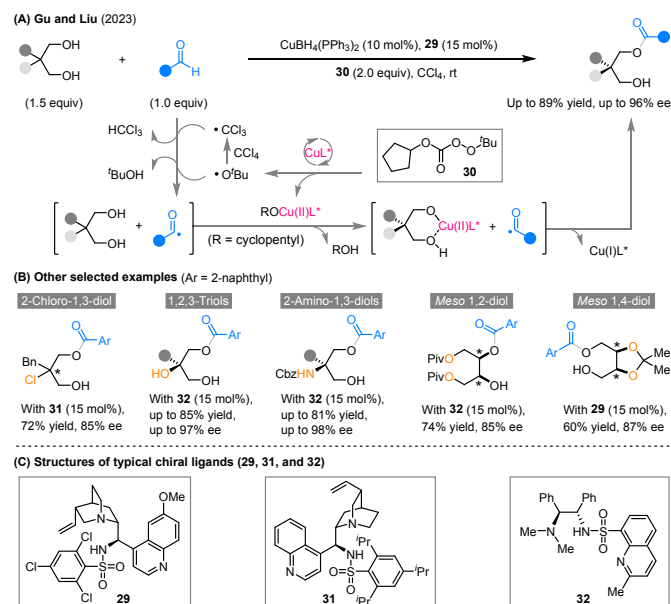 (A) Gu and Liu (2023)
OH
OH
+
O
H
CuBH4(PPh3)2 (10 mol%), 29 (15 mol%)
30 (2.0 equiv), CCl4, rt
O
O
OH
(1.5 equiv)
(1.0 equiv)
Up to 89% yield, up to 96% ee
HCCl3
• CCl3
CCl4
tBuOH
• OtBu
CuL*
O
O
O
O
tBu
30
OH
OH
+
O
•
ROCu(II)L*
(R = cyclopentyl)
ROH
O
Cu(II)L*
O
H
+
O
•
Cu(I)L*
(B) Other selected examples (Ar = 2-naphthyl)
2-Chloro-1,3-diol
1,2,3-Triols
2-Amino-1,3-diols
Meso 1,2-diol
Meso 1,4-diol
O
Ar
O
Bn
*
Cl
OH
O
Ar
O
HO
OH
O
Ar
O
CbzHN
OH
O
Ar
O
PivO
*
PivO
*
OH
O
Ar
O
*
O
Me
HO
*
O
Me
With 31 (15 mol%),
72% yield, 85% ee
With 32 (15 mol%),
up to 85% yield,
up to 97% ee
With 32 (15 mol%),
up to 81% yield,
up to 98% ee
With 32 (15 mol%)
74% yield, 85% ee
With 29 (15 mol%)
60% yield, 87% ee
(C) Structures of typical chiral ligands (29, 31, and 32)
N
OMe
Cl
NH
S
O
O
N
Cl
Cl
29
N
N
NH
iPr
S
O
O
iPr
iPr
31
Ph
Ph
Me
N
HN
O
S
O
Me
N
Me
32